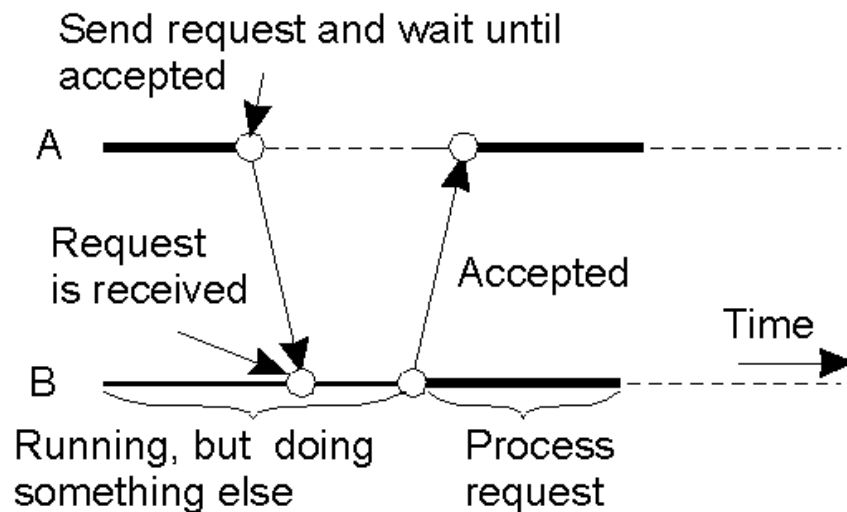 Send request and wait until
accepted
A
Request
is received
Accepted
Time
B
Running, but doing
something else
Process
request